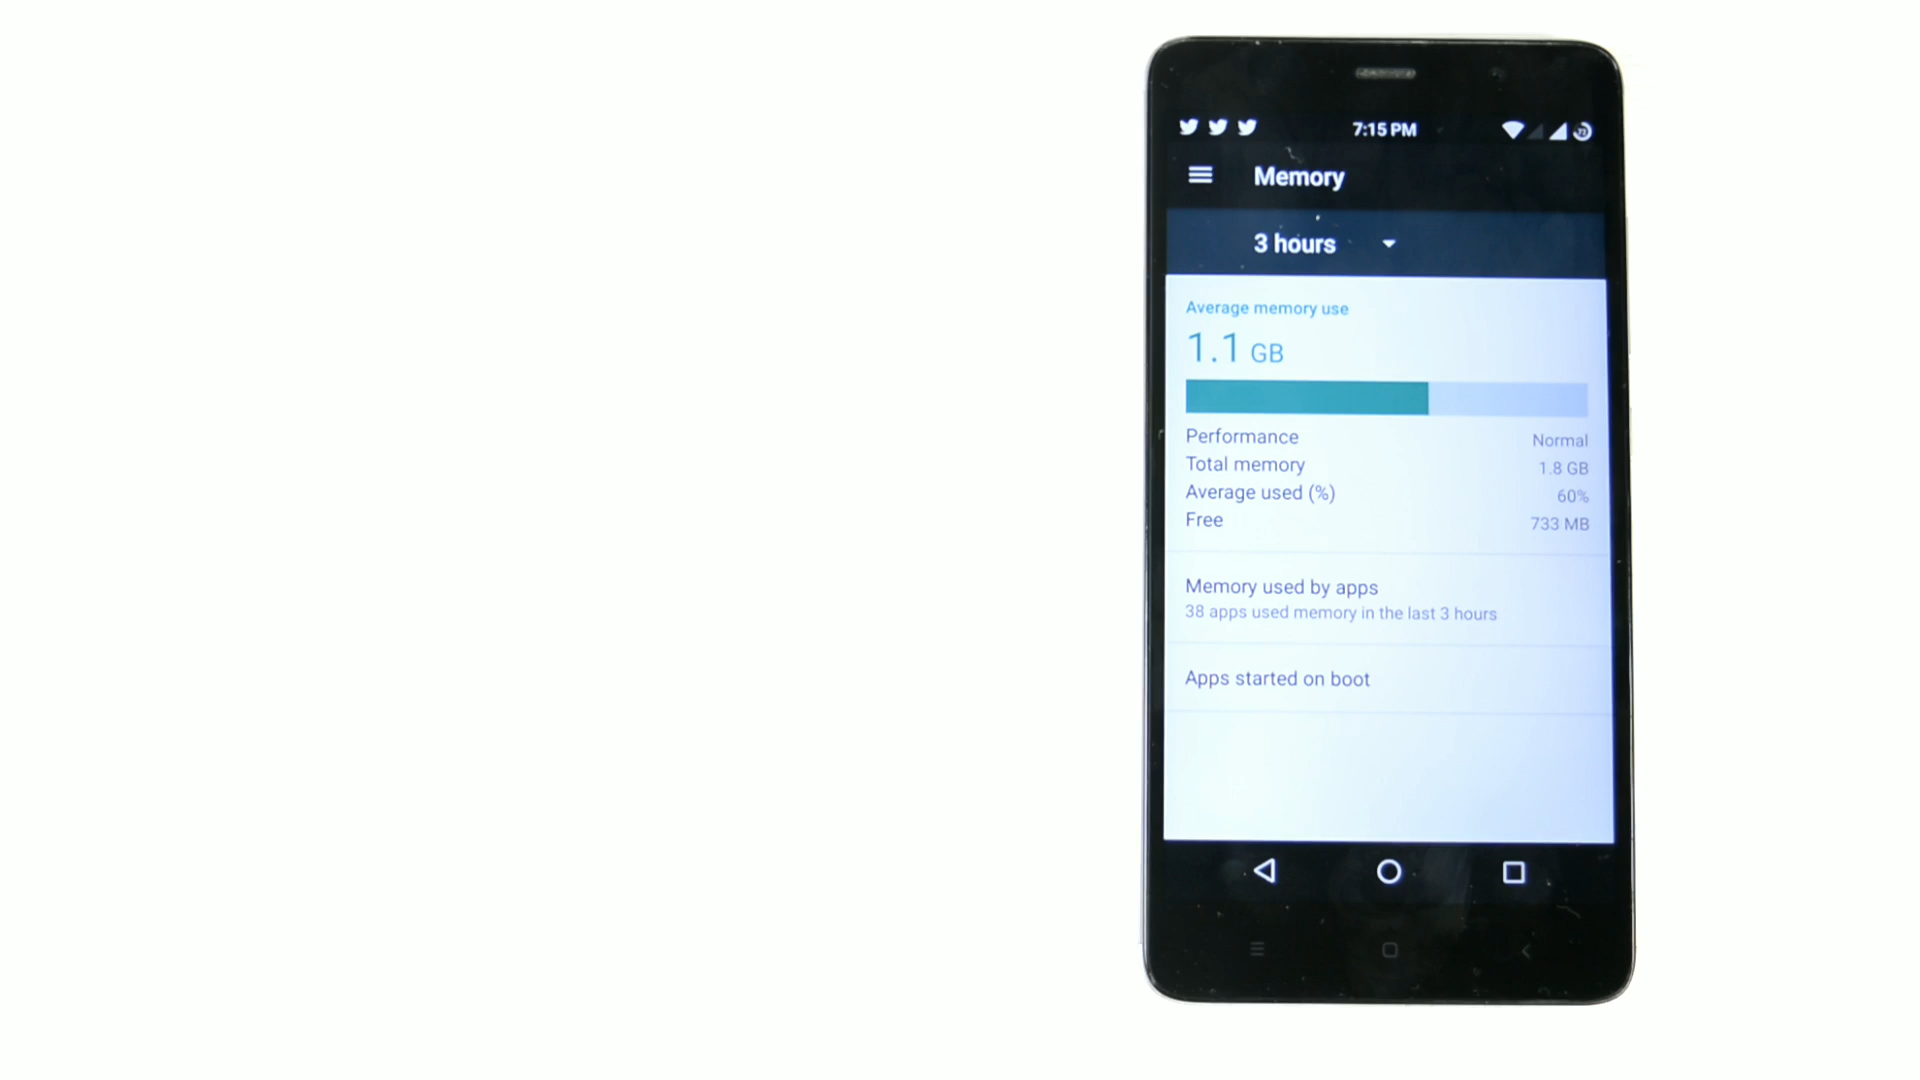 7:15 PM
Memory
3 hours
Average memory use
1.1 GB
Performance Normal
Total memory 1.8 GB
Average used (%) 60%
Free 733 MB
Memory used by apps
38 apps used memory in the last 3 hours
Apps started on boot